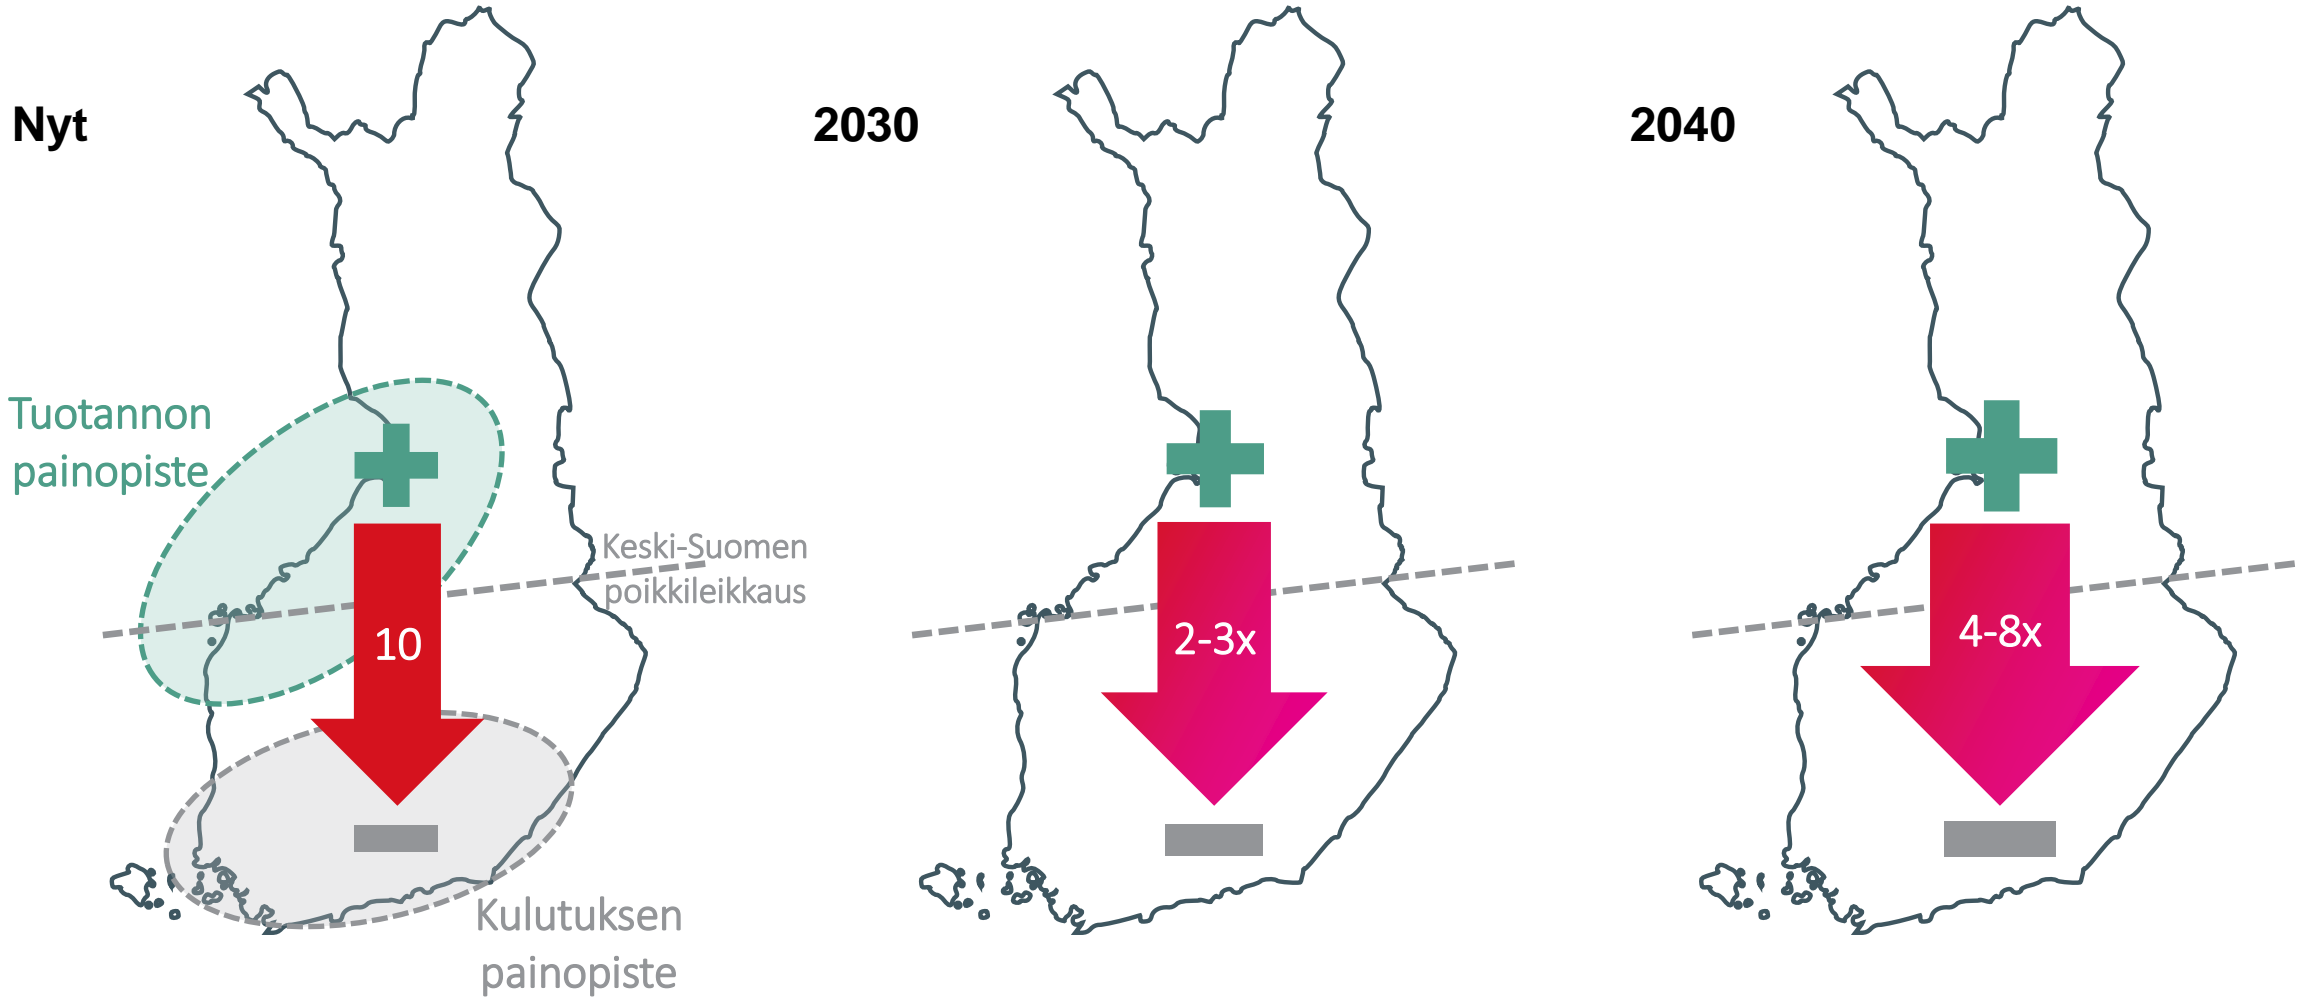 Nyt
Tuotannon
painopiste
Keski-Suomen
poikkileikkaus
10
Kulutuksen
painopiste
2030
2-3x
2040
4-8x